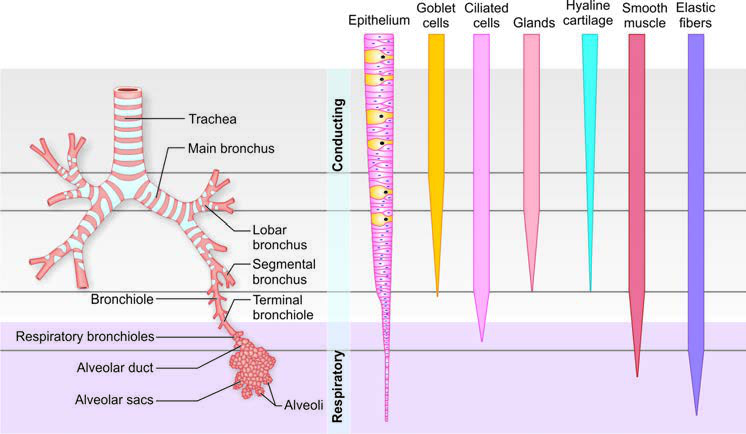 Epithelium
Goblet
cells
Ciliated
cells
Glands
Hyaline
cartilage
Smooth
muscle
Elastic
fibers
Trachea
Main bronchus
Lobar
bronchus
Segmental
bronchus
Bronchiole
Terminal
bronchiole
Respiratory bronchioles
Alveolar duct
Alveolar sacs
Alveoli
Conducting
Respiratory